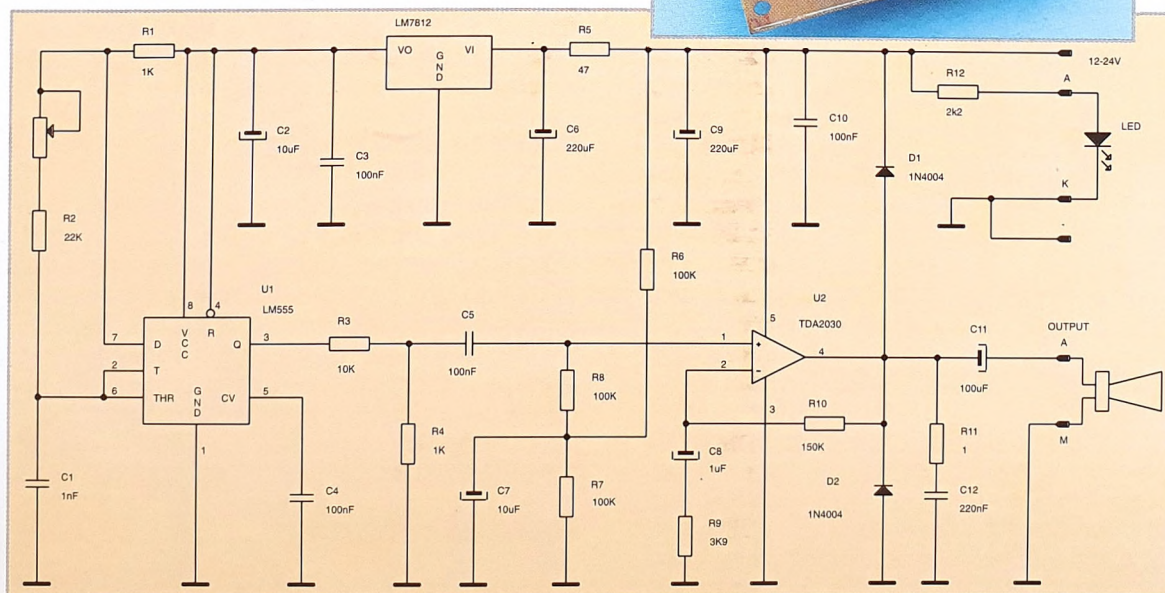 LM7812
R1
1K
VO
VI
G
N
D
R5
47
12-24V
R12
2k2
A
LED
C2
10uF
C3
100nF
C6
220uF
C9
220uF
C10
100nF
D1
1N4004
K
-
R2
22K
R6
100K
U1
LM555
8
4
V
C
C
R
7
D
2
T
6
THR
Q
3
G
N
D
CV
5
1
R3
10K
C5
100nF
U2
TDA2030
5
1
+
2
-
4
3
C11
100uF
OUTPUT
A
M
R8
100K
R4
1K
R10
150K
R11
1
C8
1uF
C1
1nF
C4
100nF
C7
10uF
R7
100K
D2
1N4004
C12
220nF
R9
3K9